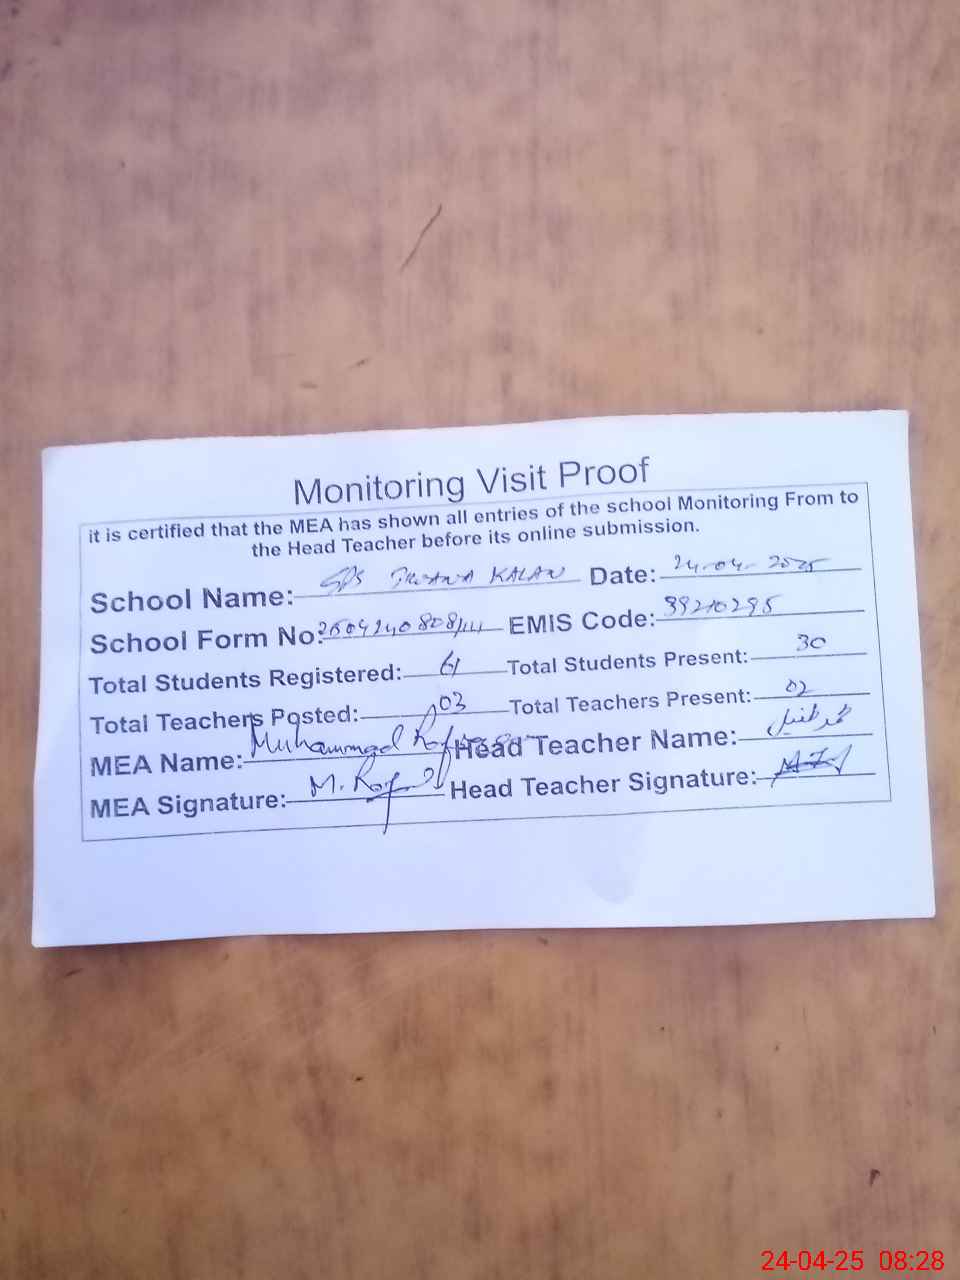 Monitoring Visit Proof
it is certified that the MEA has shown all entries of the school Monitoring From to
the Head Teacher before its online submission.
School Name: GPS KALAN Date: 24-04-2025
School Form No: EMIS Code: 39210295
Total Students Registered: 61 Total Students Present: 30
Total Teachers Posted: 03 Total Teachers Present: 02
MEA Name: Muhammad Head Teacher Name: محمد طفیل
MEA Signature: M. Head Teacher Signature:
24-04-25 08:28